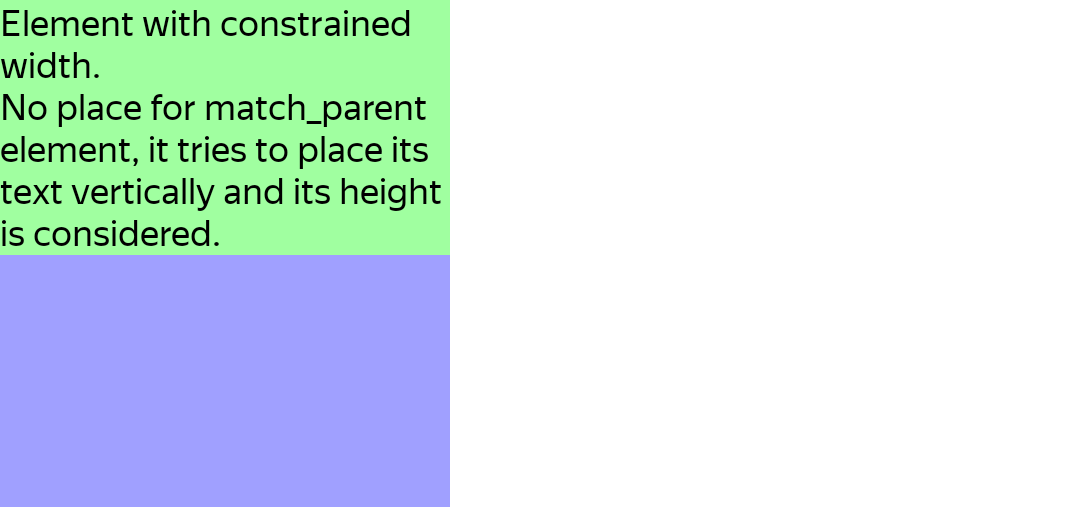 Element with constrained
width.
No place for match_parent
element, it tries to place its
text vertically and its height
is considered.